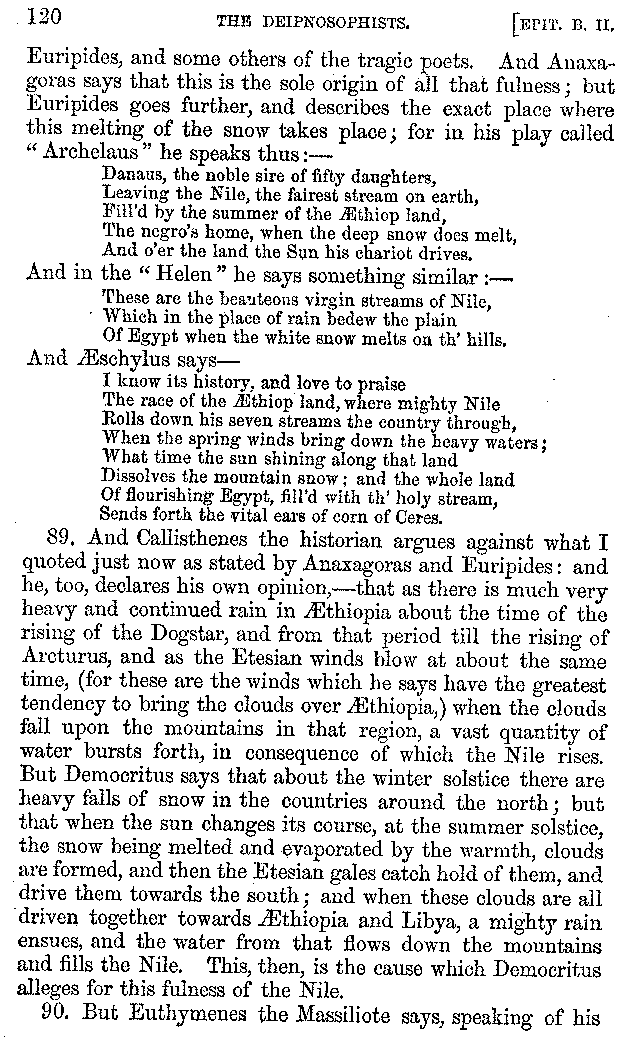 120 THE DEIPNOSOPHISTS. [EPIT. B. II.
Euripides, and some others of the tragic poets. And Anaxa-
goras says that this is the sole origin of all that fulness; but
Euripides goes further, and describes the exact place where
this melting of the snow takes place; for in his play called
“ Archelaus ” he speaks thus:—
Danaus, the noble sire of fifty daughters,
Leaving the Nile, the fairest stream on earth,
Fill'd by the summer of the Æthiop land,
The negro's home, when the deep snow does melt,
And o'er the land the Sun his chariot drives.
And in the “ Helen ” he says something similar :—
These are the beauteous virgin streams of Nile,
Which in the place of rain bedew the plain
Of Egypt when the white snow melts on th' hills.
And Æschylus says—
I know its history, and love to praise
The race of the Æthiop land, where mighty Nile
Rolls down his seven streams the country through,
When the spring winds bring down the heavy waters;
What time the sun shining along that land
Dissolves the mountain snow; and the whole land
Of flourishing Egypt, fill'd with th' holy stream,
Sends forth the vital ears of corn of Ceres.
89. And Callisthenes the historian argues against what I
quoted just now as stated by Anaxagoras and Euripides: and
he, too, declares his own opinion,—that as there is much very
heavy and continued rain in Æthiopia about the time of the
rising of the Dogstar, and from that period till the rising of
Arcturus, and as the Etesian winds blow at about the same
time, (for these are the winds which he says have the greatest
tendency to bring the clouds over Æthiopia,) when the clouds
fall upon the mountains in that region, a vast quantity of
water bursts forth, in consequence of which the Nile rises.
But Democritus says that about the winter solstice there are
heavy falls of snow in the countries around the north; but
that when the sun changes its course, at the summer solstice,
the snow being melted and evaporated by the warmth, clouds
are formed, and then the Etesian gales catch hold of them, and
drive them towards the south; and when these clouds are all
driven together towards Æthiopia and Libya, a mighty rain
ensues, and the water from that flows down the mountains
and fills the Nile. This, then, is the cause which Democritus
alleges for this fulness of the Nile.
90. But Euthymenes the Massiliote says, speaking of his